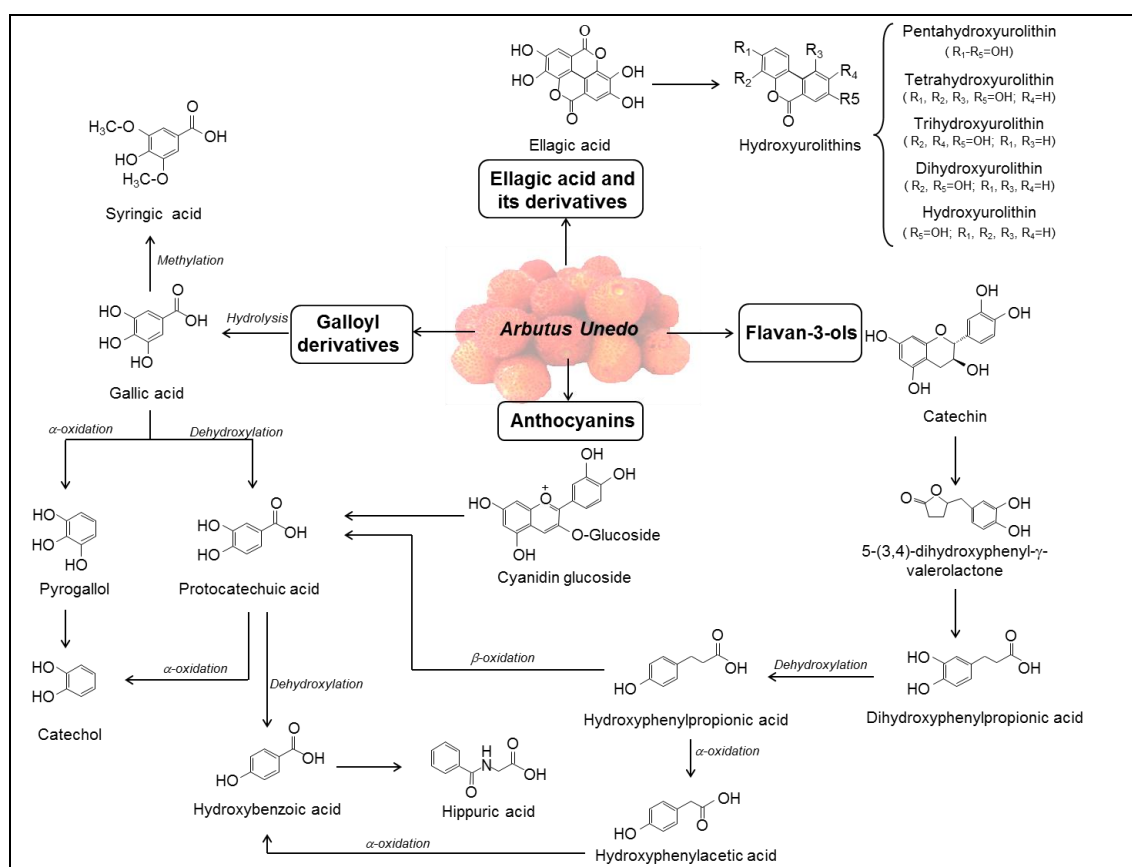 Pentahydroxyurolithin
( R1-R5=OH)
Tetrahydroxyurolithin
( R1, R2, R3, R5=OH; R4=H)
Trihydroxyurolithin
( R2, R4, R5=OH; R1, R3=H)
Dihydroxyurolithin
( R2, R5=OH; R1, R3, R4=H)
Hydroxyurolithin
( R5=OH; R1, R2, R3, R4=H)
O
HO
O
HO
OH
O
OH
O
Ellagic acid
R1
R2
R3
R4
R5
O
O
Hydroxyurolithins
Ellagic acid and
its derivatives
O
H3C-O
OH
HO
H3C-O
Syringic acid
Methylation
O
HO
OH
HO
HO
Gallic acid
Hydrolysis
Galloyl
derivatives
Arbutus Unedo
Flavan-3-ols
OH
OH
HO
O
OH
OH
Catechin
Anthocyanins
α-oxidation
Dehydroxylation
HO
HO
HO
Pyrogallol
O
HO
OH
HO
Protocatechuic acid
OH
OH
HO
O
+
O-Glucoside
OH
Cyanidin glucoside
O
O
OH
OH
5-(3,4)-dihydroxyphenyl-γ-
valerolactone
HO
HO
Catechol
α-oxidation
Dehydroxylation
β-oxidation
O
OH
HO
Hydroxyphenylpropionic acid
Dehydroxylation
O
HO
OH
HO
Dihydroxyphenylpropionic acid
α-oxidation
O
OH
HO
Hydroxybenzoic acid
H
N
O
OH
O
Hippuric acid
OH
O
HO
Hydroxyphenylacetic acid
α-oxidation